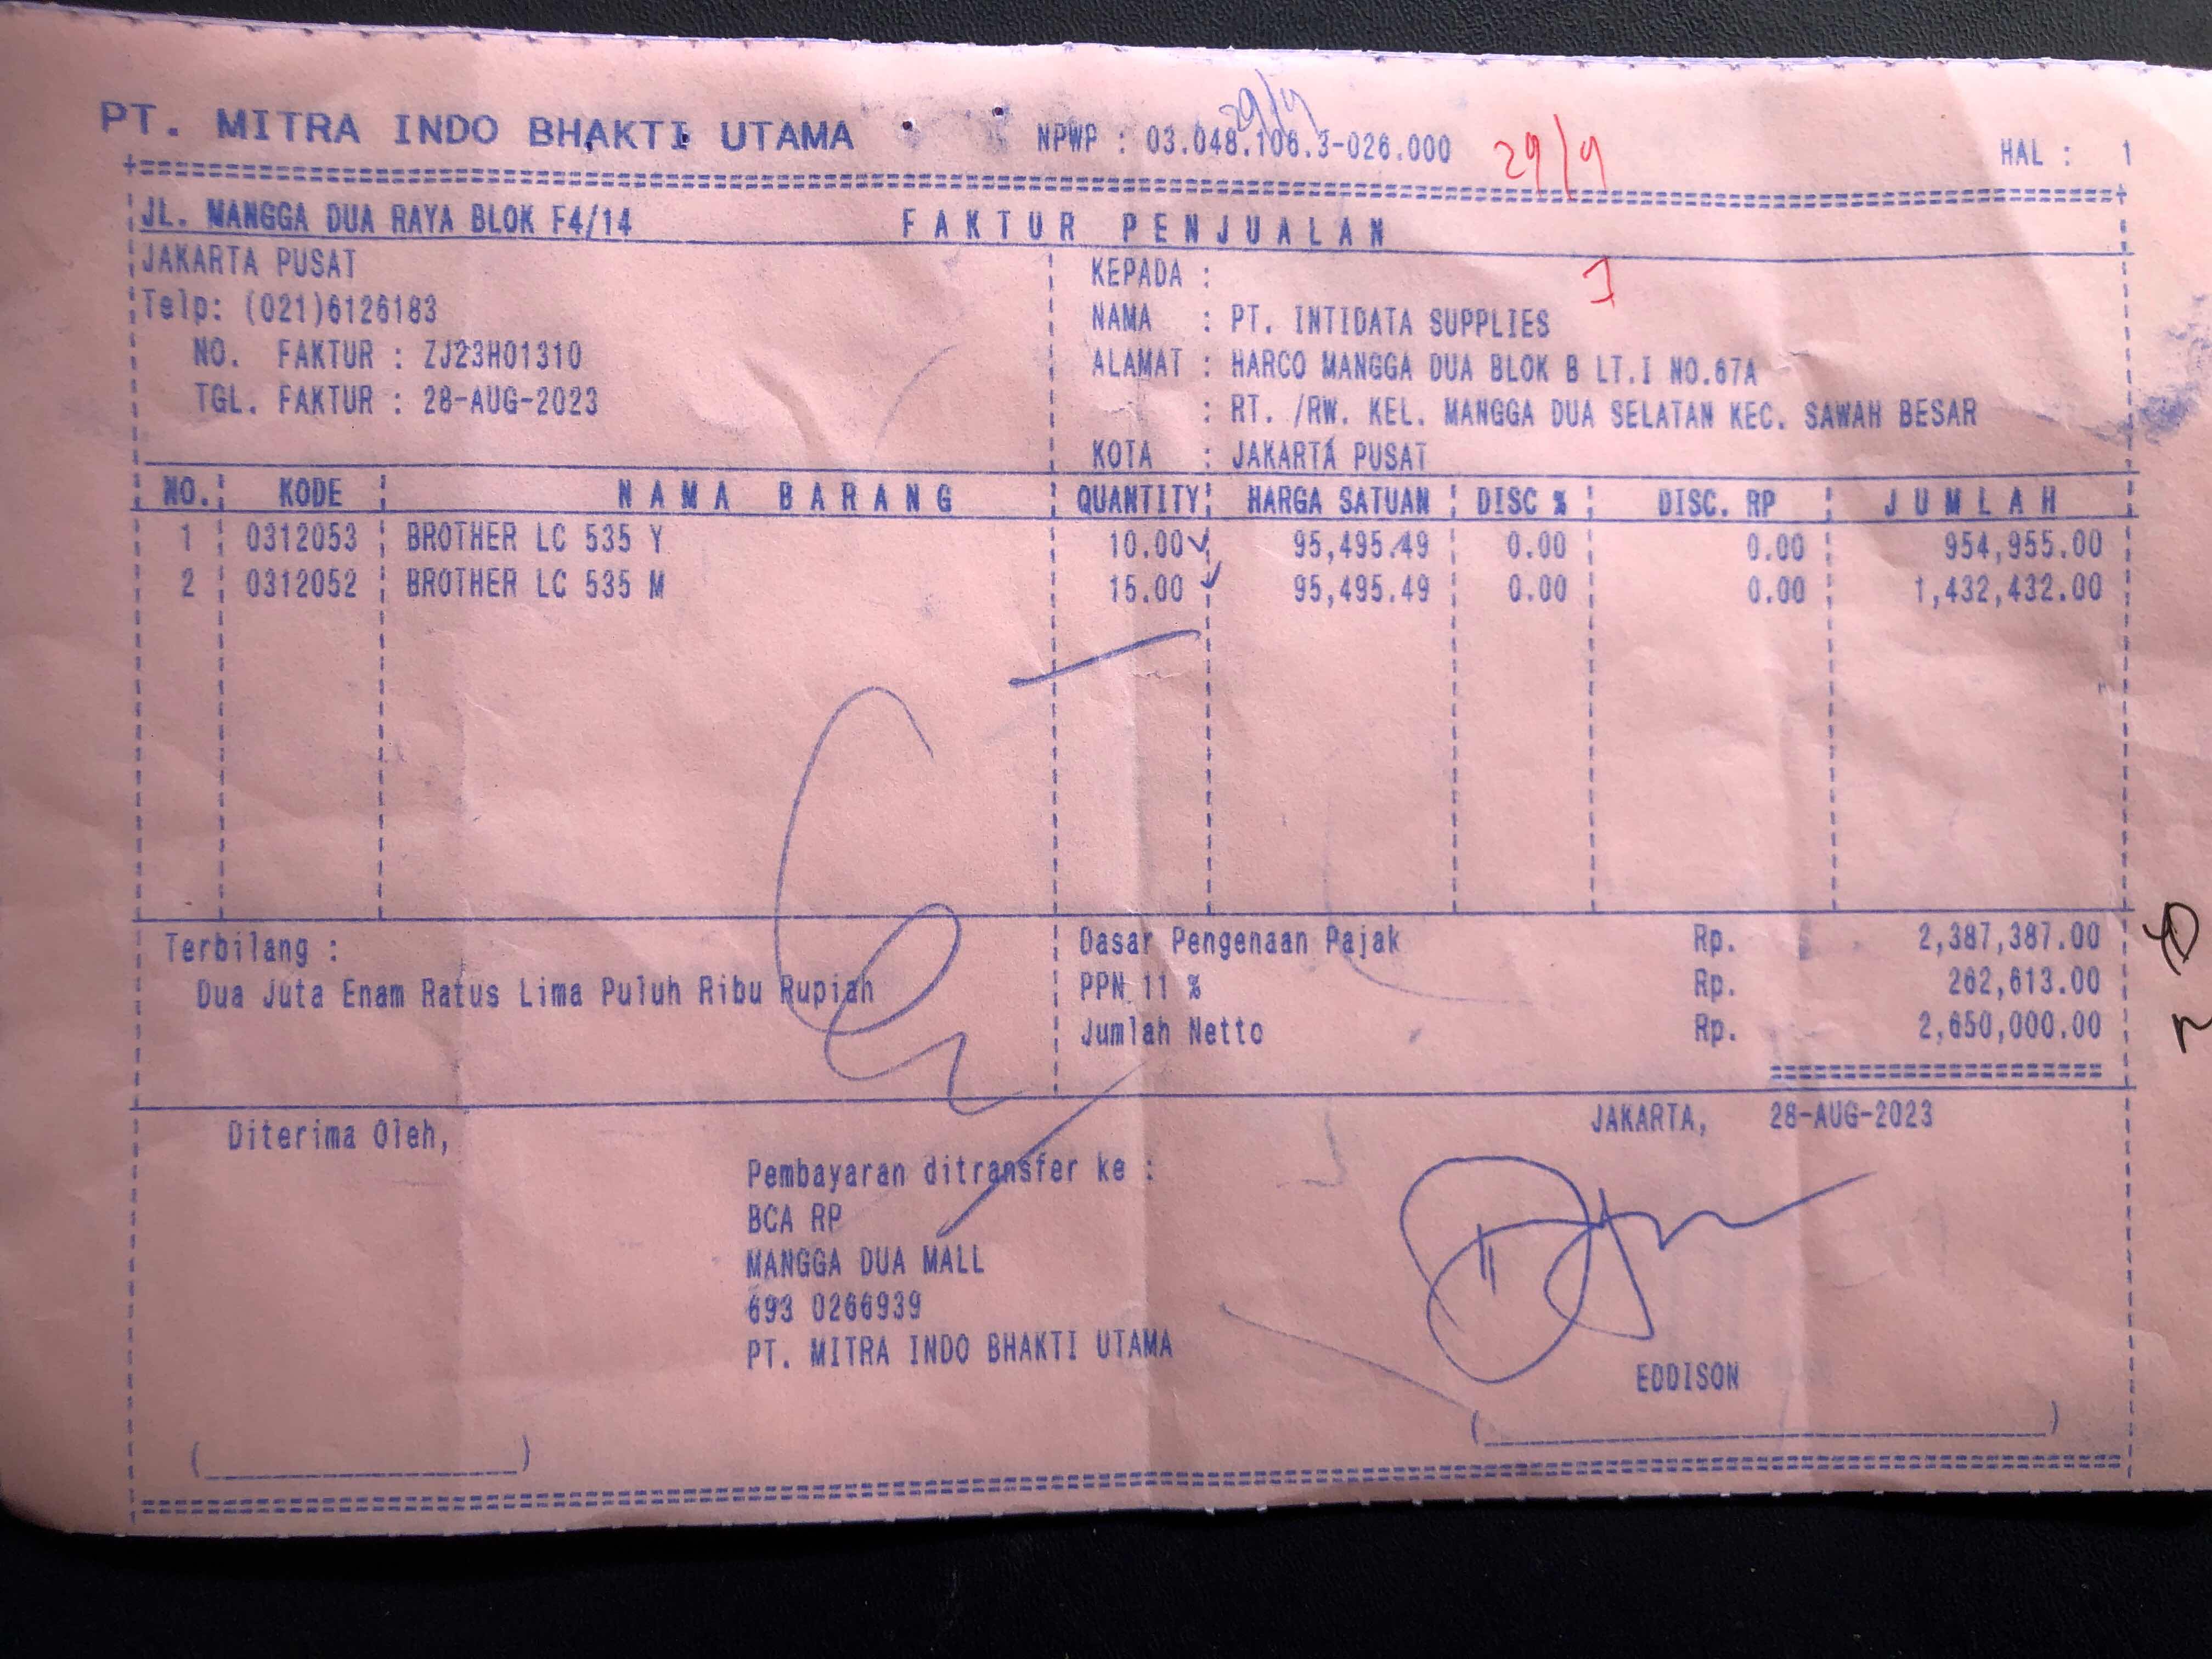 29/9
PT. MITRA INDO BHAKTI UTAMA NPWP : 03.048.106.3-026.000 29/9 HAL : 1
JL. MANGGA DUA RAYA BLOK F4/14 FAKTUR PENJUALAN
JAKARTA PUSAT KEPADA :
Telp: (021)6126183 NAMA : PT. INTIDATA SUPPLIES
NO. FAKTUR : ZJ23H01310 ALAMAT : HARCO MANGGA DUA BLOK B LT.I NO.67A
TGL. FAKTUR : 28-AUG-2023 : RT. /RW. KEL. MANGGA DUA SELATAN KEC. SAWAH BESAR
KOTA : JAKARTA PUSAT
NO. KODE NAMA BARANG QUANTITY HARGA SATUAN DISC % DISC. RP JUMLAH
1 0312053 BROTHER LC 535 Y 10.00 95,495.49 0.00 0.00 954,955.00
2 0312052 BROTHER LC 535 M 15.00 95,495.49 0.00 0.00 1,432,432.00
Terbilang : Dasar Pengenaan Pajak Rp. 2,387,387.00
Dua Juta Enam Ratus Lima Puluh Ribu Rupiah PPN 11 % Rp. 262,613.00
Jumlah Netto Rp. 2,650,000.00
Diterima Oleh, JAKARTA, 28-AUG-2023
Pembayaran ditransfer ke :
BCA RP
MANGGA DUA MALL
693 0266939
PT. MITRA INDO BHAKTI UTAMA
EDDISON